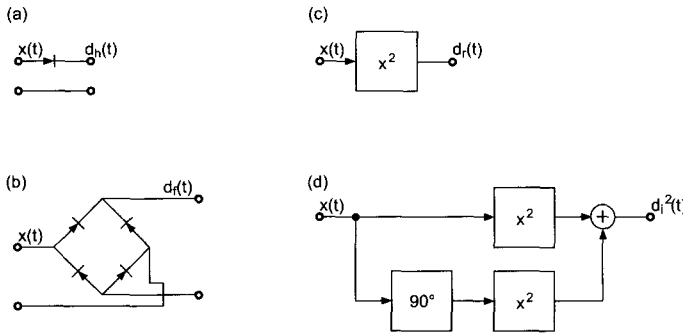 (a)
x(t) d_h(t)
(c)
x(t) x² d_r(t)
(b)
d_f(t)
x(t)
(d)
x(t)
x² + d_i²(t)
90° x²